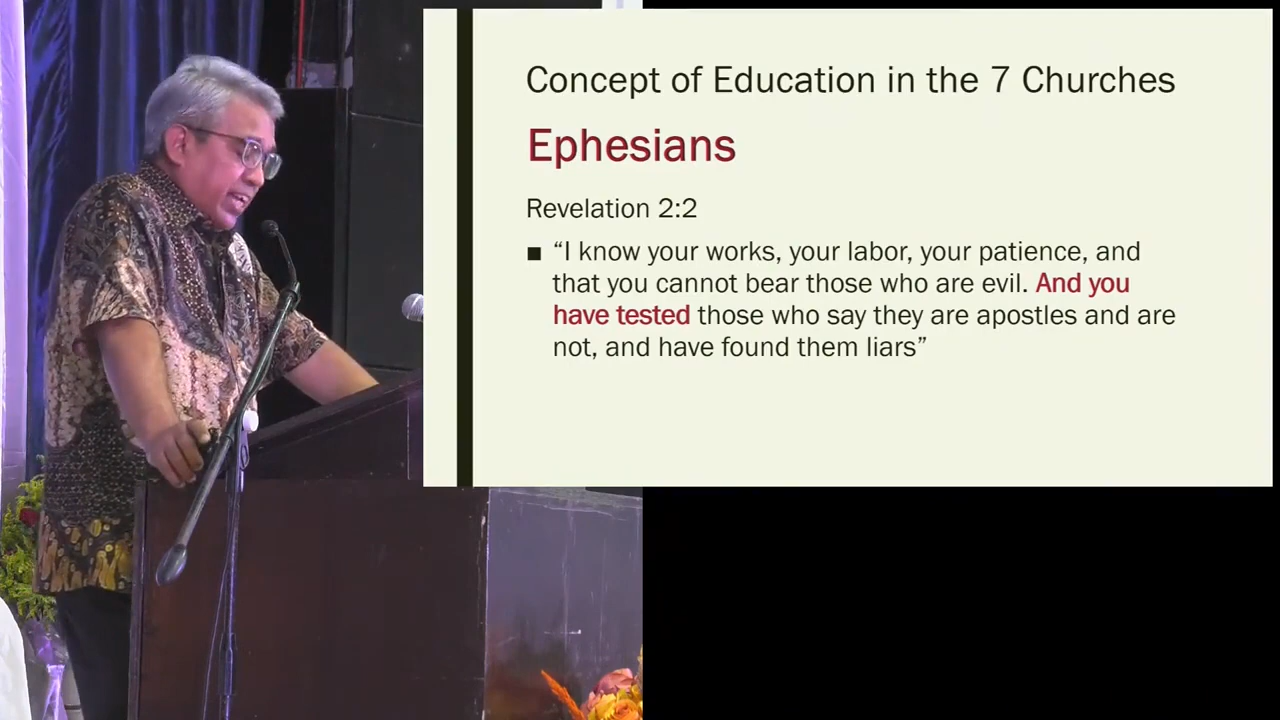 Concept of Education in the 7 Churches
Ephesians
Revelation 2:2
■ “I know your works, your labor, your patience, and
that you cannot bear those who are evil. And you
have tested those who say they are apostles and are
not, and have found them liars”